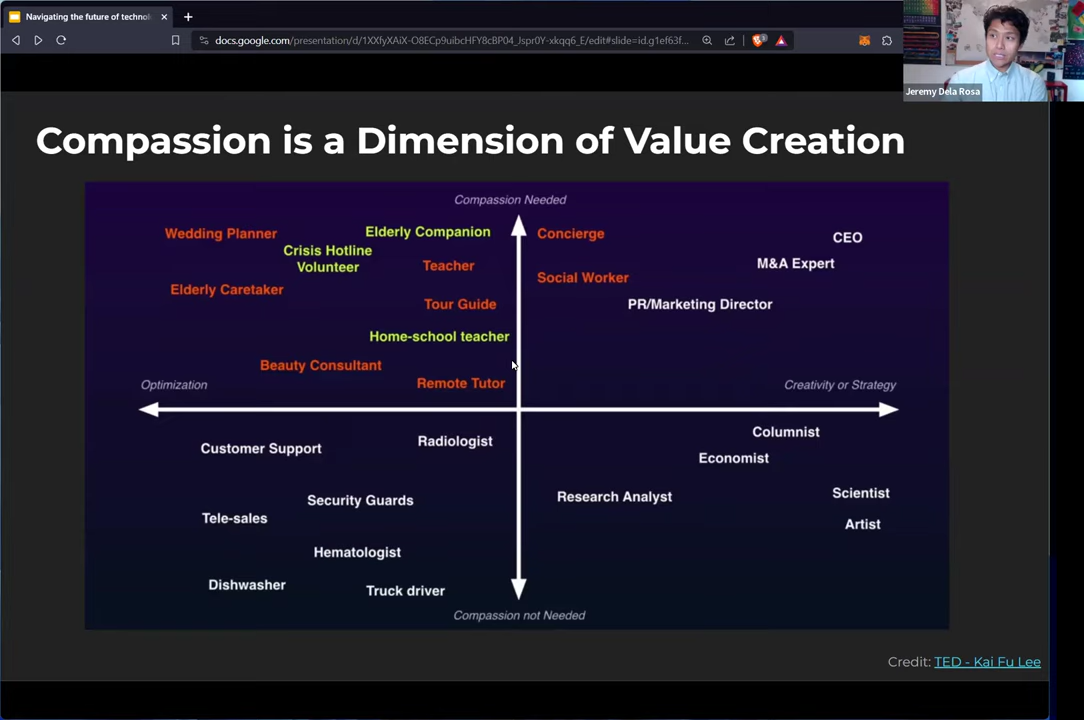 Navigating the future of technol
docs.google.com/presentation/d/1XXfyXAiX-O8ECp9uibcHFY8cBP04_Jspr0Y-xkqq6_E/edit#slide=id.g1ef63f...
Jeremy Dela Rosa
Compassion is a Dimension of Value Creation
Compassion Needed
Wedding Planner
Elderly Companion
Concierge
CEO
Crisis Hotline
Volunteer
Teacher
M&A Expert
Social Worker
Elderly Caretaker
Tour Guide
PR/Marketing Director
Home-school teacher
Beauty Consultant
Remote Tutor
Optimization
Creativity or Strategy
Customer Support
Radiologist
Columnist
Economist
Security Guards
Research Analyst
Scientist
Tele-sales
Artist
Hematologist
Dishwasher
Truck driver
Compassion not Needed
Credit: TED - Kai Fu Lee